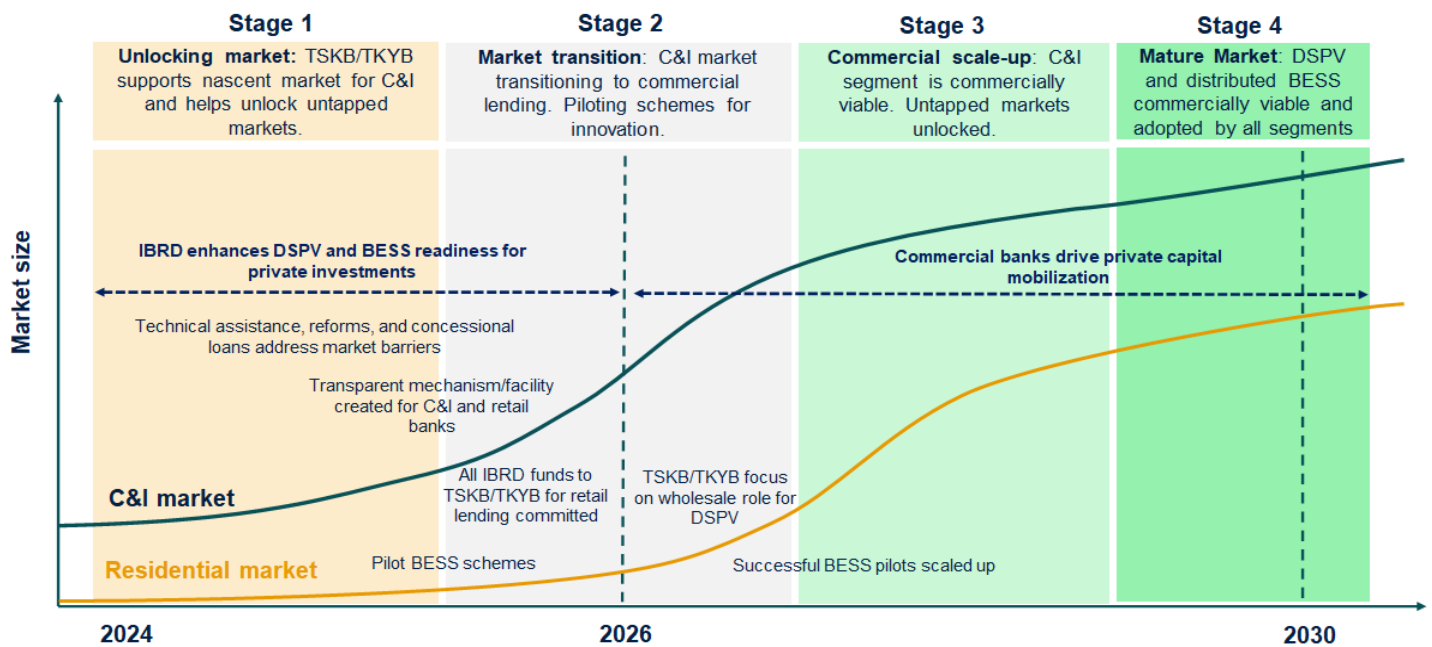 Stage 1
Stage 2
Stage 3
Stage 4
Unlocking market: TSKB/TKYB
supports nascent market for C&I
and helps unlock untapped
markets.
Market transition: C&I market
transitioning to commercial
lending. Piloting schemes for
innovation.
Commercial scale-up: C&I
segment is commercially
viable. Untapped markets
unlocked.
Mature Market: DSPV
and distributed BESS
commercially viable and
adopted by all segments
Market size
IBRD enhances DSPV and BESS readiness for
private investments
Commercial banks drive private capital
mobilization
Technical assistance, reforms, and concessional
loans address market barriers
Transparent mechanism/facility
created for C&I and retail
banks
All IBRD funds to
TSKB/TKYB for retail
lending committed
TSKB/TKYB focus
on wholesale role for
DSPV
C&I market
Residential market
Pilot BESS schemes
Successful BESS pilots scaled up
2024
2026
2030